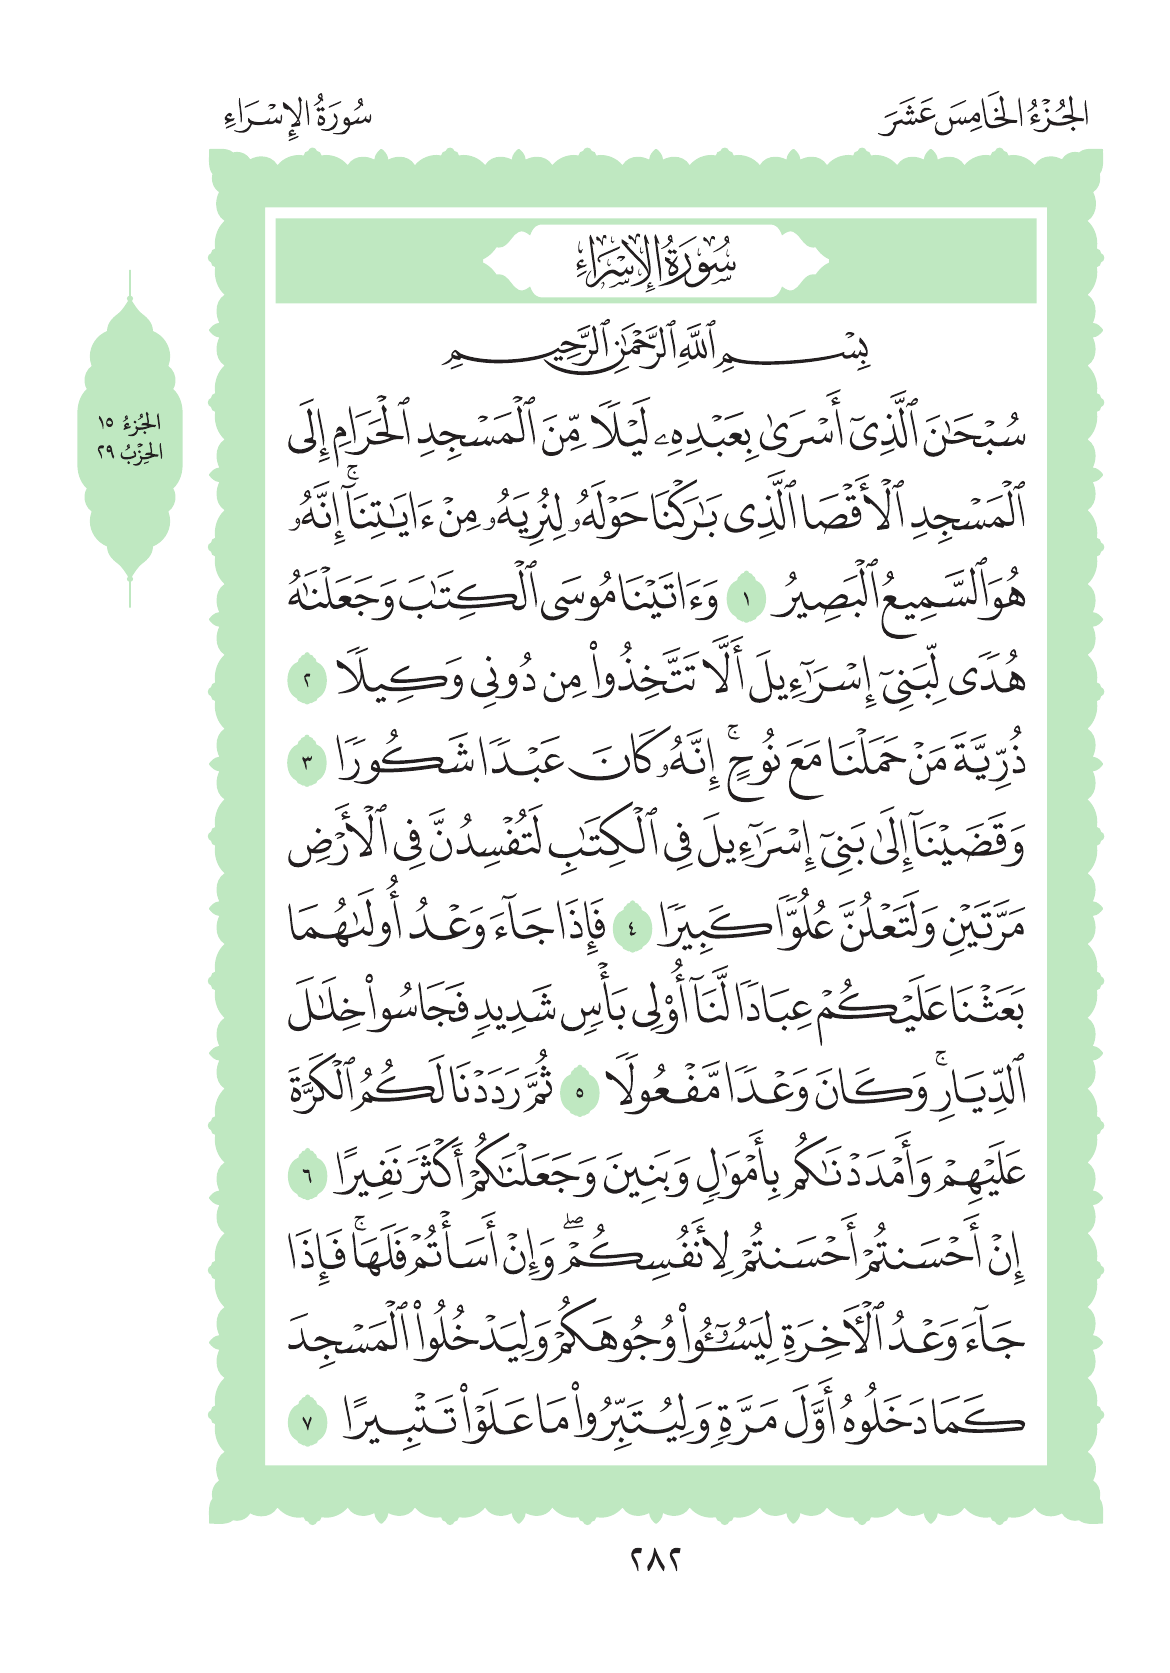 الجُزْءُ الخَامِسَ عَشَرَ
سُورَةُ الإِسْرَاءِ
سُورَةُ الإِسْرَاءِ
الجُزءُ ١٥
الحِزْبُ ٢٩
بِسْمِ ٱللَّهِ ٱلرَّحْمَٰنِ ٱلرَّحِيمِ
سُبْحَٰنَ ٱلَّذِىٓ أَسْرَىٰ بِعَبْدِهِۦ لَيْلًا مِّنَ ٱلْمَسْجِدِ ٱلْحَرَامِ إِلَى
ٱلْمَسْجِدِ ٱلْأَقْصَا ٱلَّذِى بَٰرَكْنَا حَوْلَهُۥ لِنُرِيَهُۥ مِنْ ءَايَٰتِنَآ ۚ إِنَّهُۥ
هُوَ ٱلسَّمِيعُ ٱلْبَصِيرُ ١ وَءَاتَيْنَا مُوسَى ٱلْكِتَٰبَ وَجَعَلْنَٰهُ
هُدًى لِّبَنِىٓ إِسْرَٰٓءِيلَ أَلَّا تَتَّخِذُوا۟ مِن دُونِى وَكِيلًا ٢
ذُرِّيَّةَ مَنْ حَمَلْنَا مَعَ نُوحٍ ۚ إِنَّهُۥ كَانَ عَبْدًا شَكُورًا ٣
وَقَضَيْنَآ إِلَىٰ بَنِىٓ إِسْرَٰٓءِيلَ فِى ٱلْكِتَٰبِ لَتُفْسِدُنَّ فِى ٱلْأَرْضِ
مَرَّتَيْنِ وَلَتَعْلُنَّ عُلُوًّا كَبِيرًا ٤ فَإِذَا جَآءَ وَعْدُ أُولَىٰهُمَا
بَعَثْنَا عَلَيْكُمْ عِبَادًا لَّنَآ أُو۟لِى بَأْسٍ شَدِيدٍ فَجَاسُوا۟ خِلَٰلَ
ٱلدِّيَارِ ۚ وَكَانَ وَعْدًا مَّفْعُولًا ٥ ثُمَّ رَدَدْنَا لَكُمُ ٱلْكَرَّةَ
عَلَيْهِمْ وَأَمْدَدْنَٰكُم بِأَمْوَٰلٍ وَبَنِينَ وَجَعَلْنَٰكُمْ أَكْثَرَ نَفِيرًا ٦
إِنْ أَحْسَنتُمْ أَحْسَنتُمْ لِأَنفُسِكُمْ ۖ وَإِنْ أَسَأْتُمْ فَلَهَا ۚ فَإِذَا
جَآءَ وَعْدُ ٱلْءَاخِرَةِ لِيَسُـۥٓـُٔوا۟ وُجُوهَكُمْ وَلِيَدْخُلُوا۟ ٱلْمَسْجِدَ
كَمَا دَخَلُوهُ أَوَّلَ مَرَّةٍ وَلِيُتَبِّرُوا۟ مَا عَلَوْا۟ تَتْبِيرًا ٧
٢٨٢